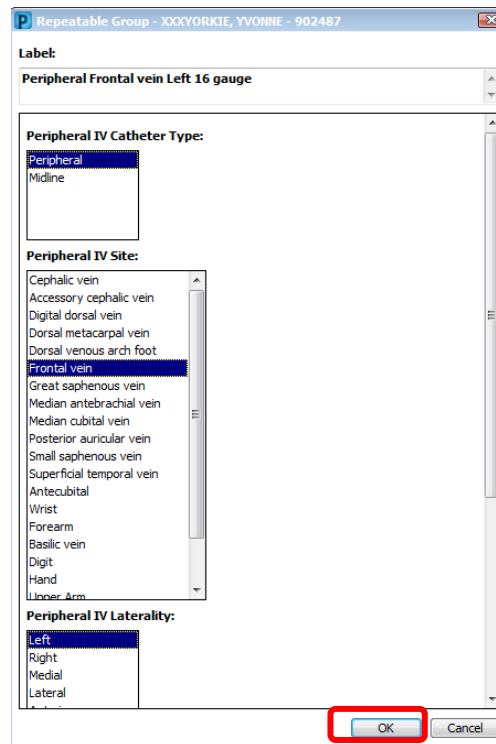 P Repeatable Group - XXXYORKIE, YVONNE - 902487
Label:
Peripheral Frontal vein Left 16 gauge
Peripheral IV Catheter Type:
Peripheral
Midline
Peripheral IV Site:
Cephalic vein
Accessory cephalic vein
Digital dorsal vein
Dorsal metacarpal vein
Dorsal venous arch foot
Frontal vein
Great saphenous vein
Median antebrachial vein
Median cubital vein
Posterior auricular vein
Small saphenous vein
Superficial temporal vein
Antecubital
Wrist
Forearm
Basilic vein
Digit
Hand
Upper Arm
Peripheral IV Laterality:
Left
Right
Medial
Lateral
OK Cancel